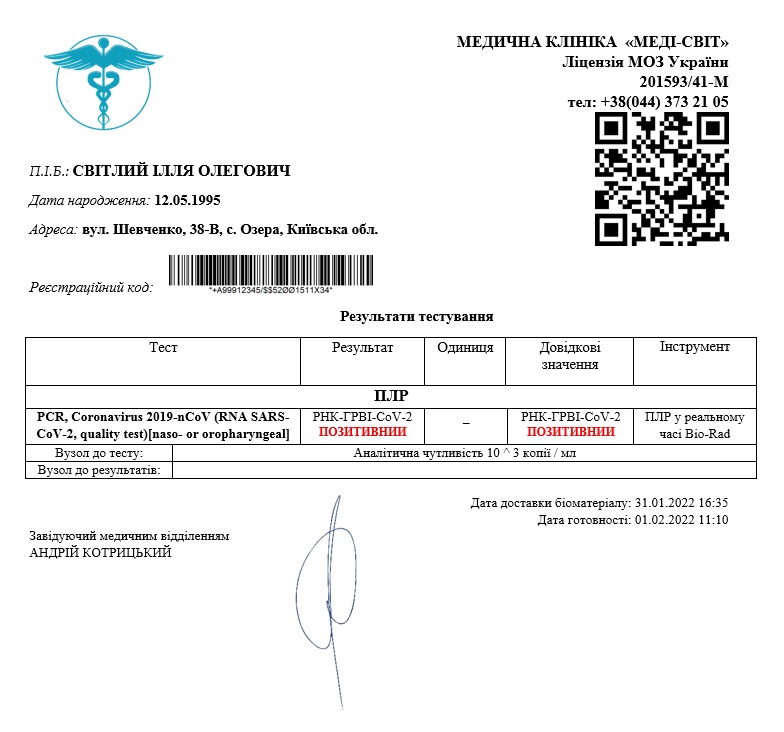 МЕДИЧНА КЛІНІКА «МЕДІ-СВІТ»
Ліцензія МОЗ України
201593/41-М
тел: +38(044) 373 21 05
П.І.Б.: СВІТЛИЙ ІЛЛЯ ОЛЕГОВИЧ
Дата народження: 12.05.1995
Адреса: вул. Шевченко, 38-В, с. Озера, Київська обл.
Реєстраційний код:
*+A99912345/$$52ØØ1511X34*
Результати тестування
Тест Результат Одиниця Довідкові значення Інструмент
ПЛР
PCR, Coronavirus 2019-nCoV (RNA SARS- РНК-ГРВІ-CoV-2 – РНК-ГРВІ-CoV-2 ПЛР у реальному
CoV-2, quality test)[naso- or oropharyngeal] ПОЗИТИВНИИ ПОЗИТИВНИИ часі Bio-Rad
Вузол до тесту: Аналітична чутливість 10 ^ 3 копії / мл
Вузол до результатів:
Дата доставки біоматеріалу: 31.01.2022 16:35
Дата готовності: 01.02.2022 11:10
Завідуючий медичним відділенням
АНДРІЙ КОТРИЦЬКИЙ